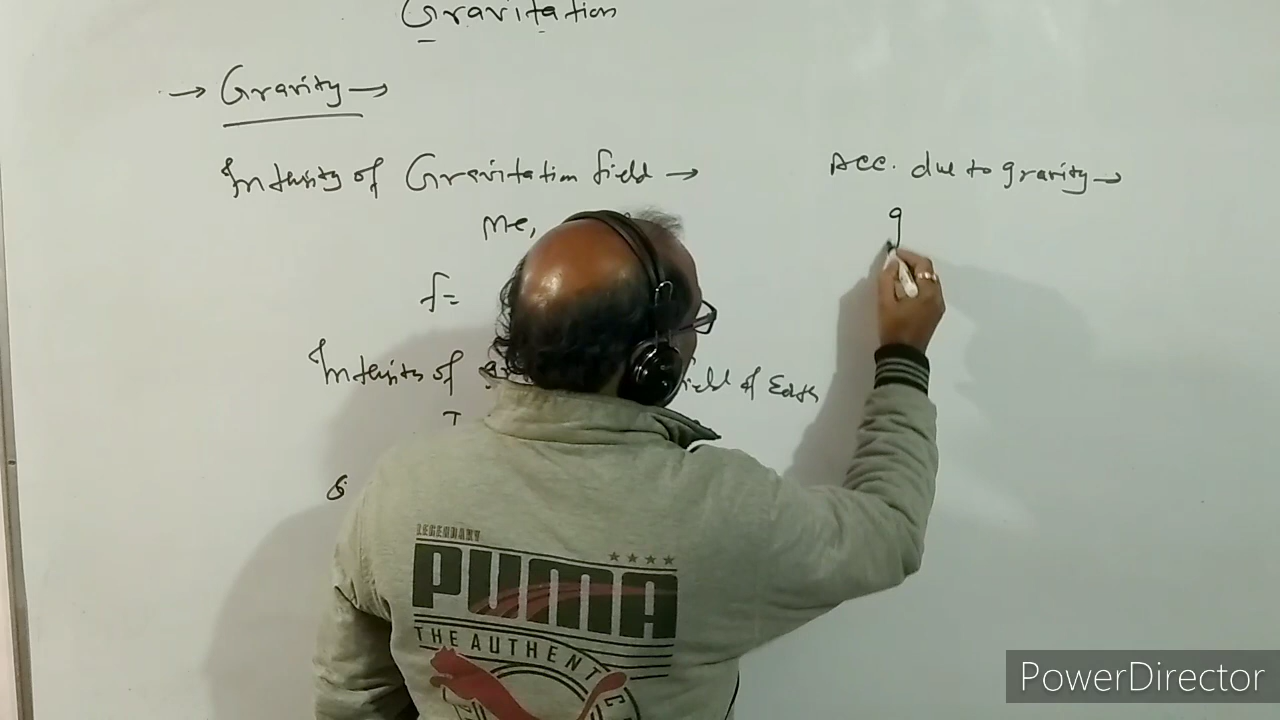 Gravitation
→ Gravity →
Intensity of Gravitation field →
Me,
f=
Intensity of
field of Earth
I
G
Acc. due to gravity →
g
LEGENDARY
PUMA
THE AUTHENTIC
PowerDirector